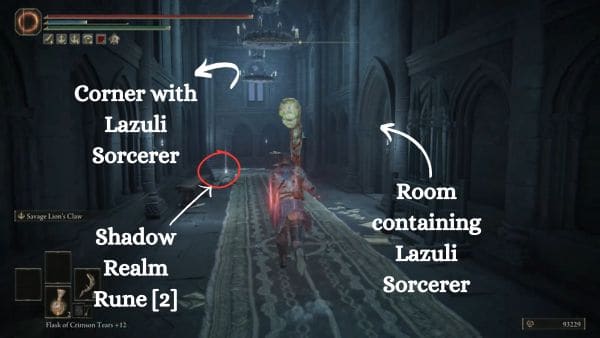 Corner with
Lazuli
Sorcerer
Savage Lion's Claw
Shadow
Realm
Rune [2]
Room
containing
Lazuli
Sorcerer
2
Flask of Crimson Tears +12
93229